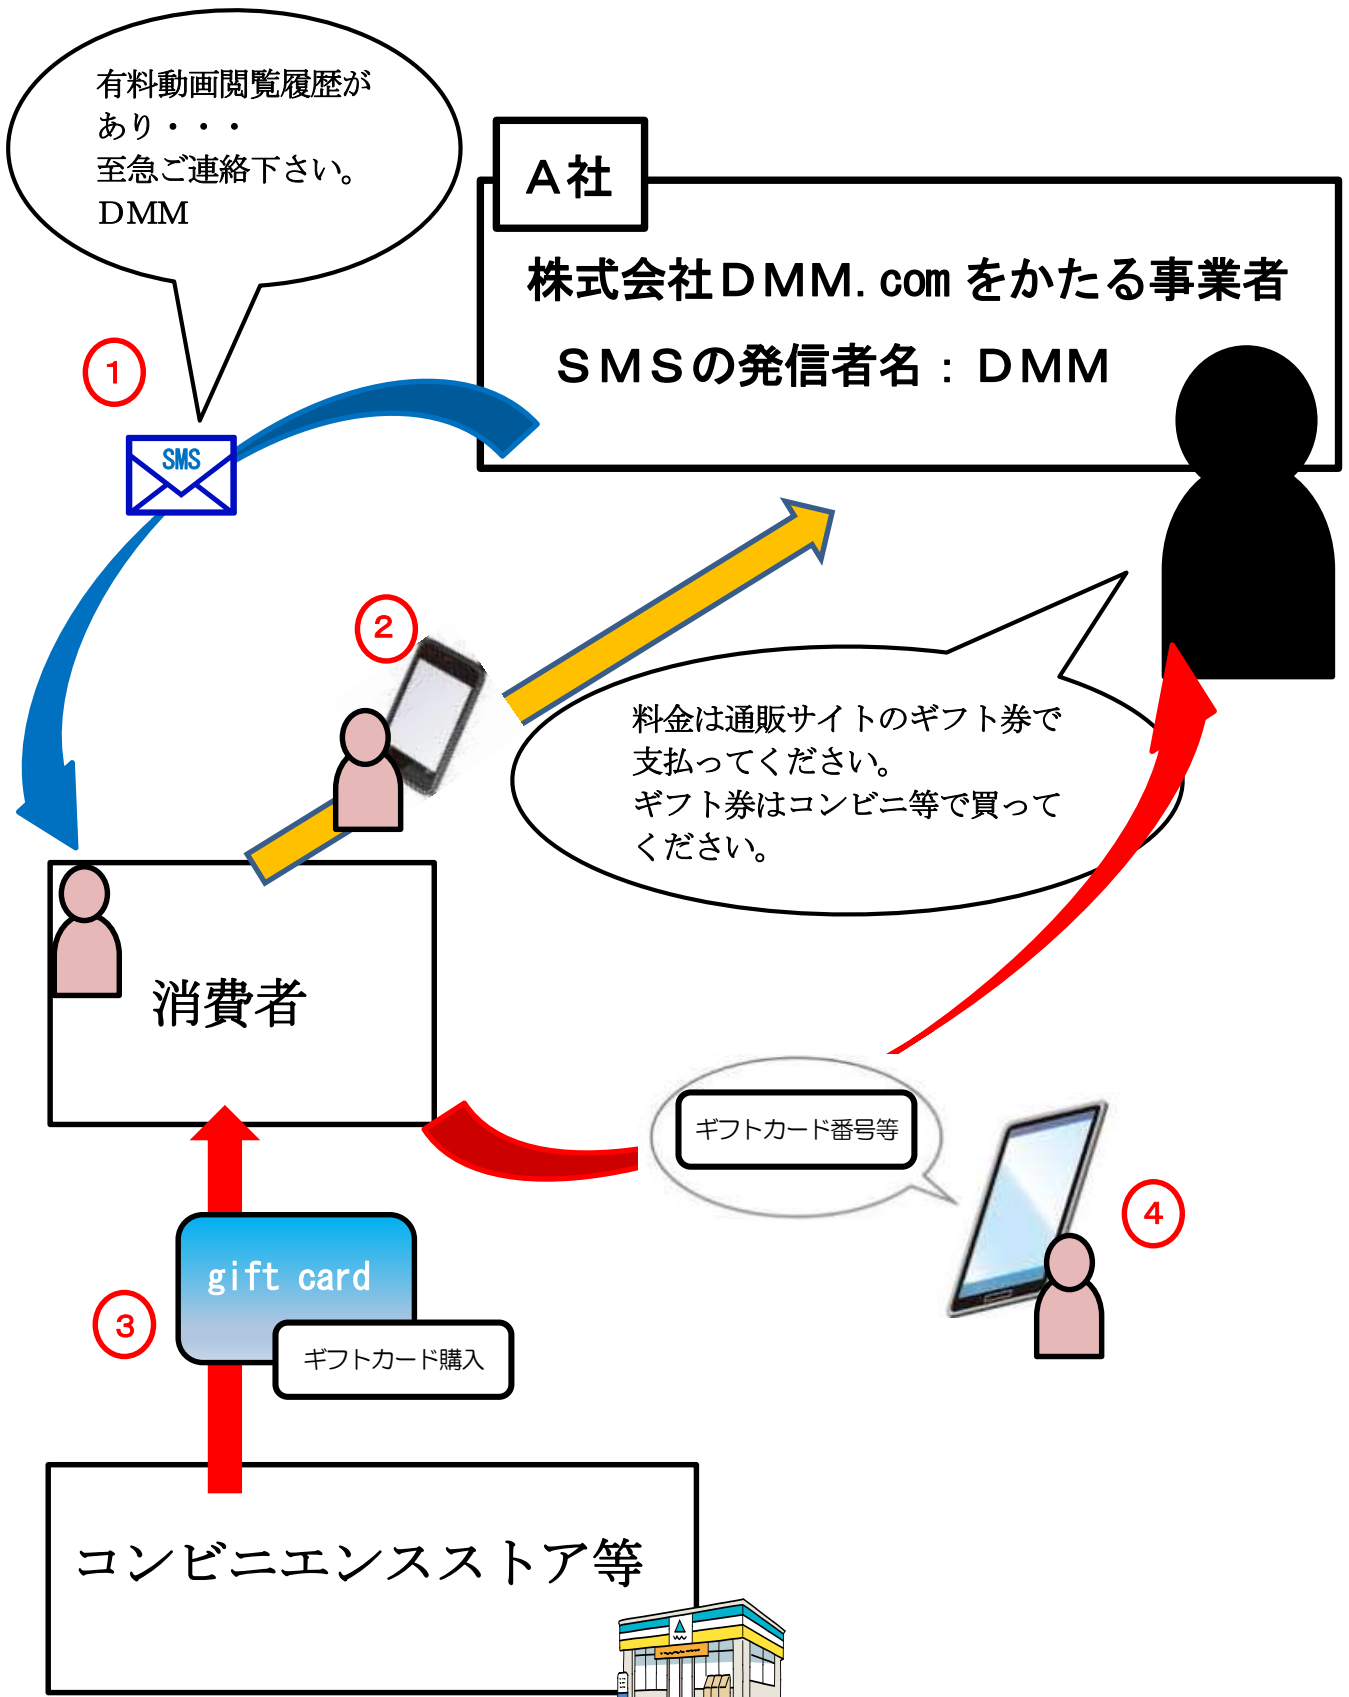 有料動画閲覧履歴が
あり・・・
至急ご連絡下さい。
ＤＭＭ
Ａ社
株式会社ＤＭＭ.comをかたる事業者
ＳＭＳの発信者名：ＤＭＭ
１
SMS
２
料金は通販サイトのギフト券で
支払ってください。
ギフト券はコンビニ等で買って
ください。
消費者
ギフトカード番号等
４
gift card
３
ギフトカード購入
コンビニエンスストア等